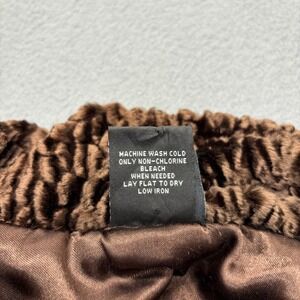 MACHINE WASH COLD
ONLY NON-CHLORINE
BLEACH
WHEN NEEDED
LAY FLAT TO DRY
LOW IRON